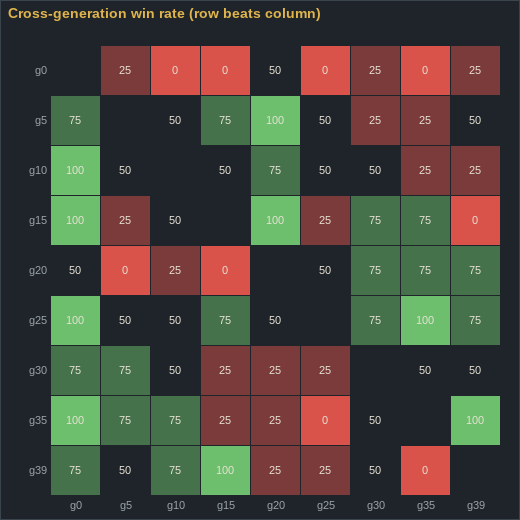 Cross-generation win rate (row beats column)
g0 25 0 0 50 0 25 0 25
g5 75 50 75 100 50 25 25 50
g10 100 50 50 75 50 50 25 25
g15 100 25 50 100 25 75 75 0
g20 50 0 25 0 50 75 75 75
g25 100 50 50 75 50 75 100 75
g30 75 75 50 25 25 25 50 50
g35 100 75 75 25 25 0 50 100
g39 75 50 75 100 25 25 50 0
g0 g5 g10 g15 g20 g25 g30 g35 g39